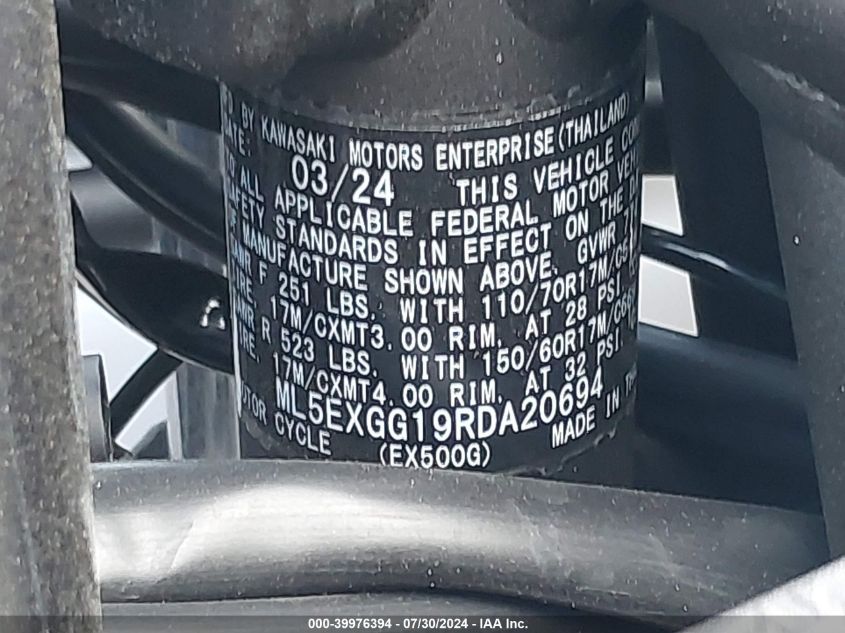 BY KAWASAKI MOTORS ENTERPRISE (THAILAND)
03/24 THIS VEHICLE
ALL APPLICABLE FEDERAL MOTOR
SAFETY STANDARDS IN EFFECT ON THE
MANUFACTURE SHOWN ABOVE. GVWR
F 251 LBS. WITH 110/70R17M/C
17M/CXMT3.00 RIM, AT 28 PSI
R 523 LBS. WITH 150/60R17M/C66
17M/CXMT4.00 RIM, AT 32 PSI
ML5EXGG19RDA20694
CYCLE (EX500G) MADE IN
000-39976394 / 07/30/2024 - IAA Inc.